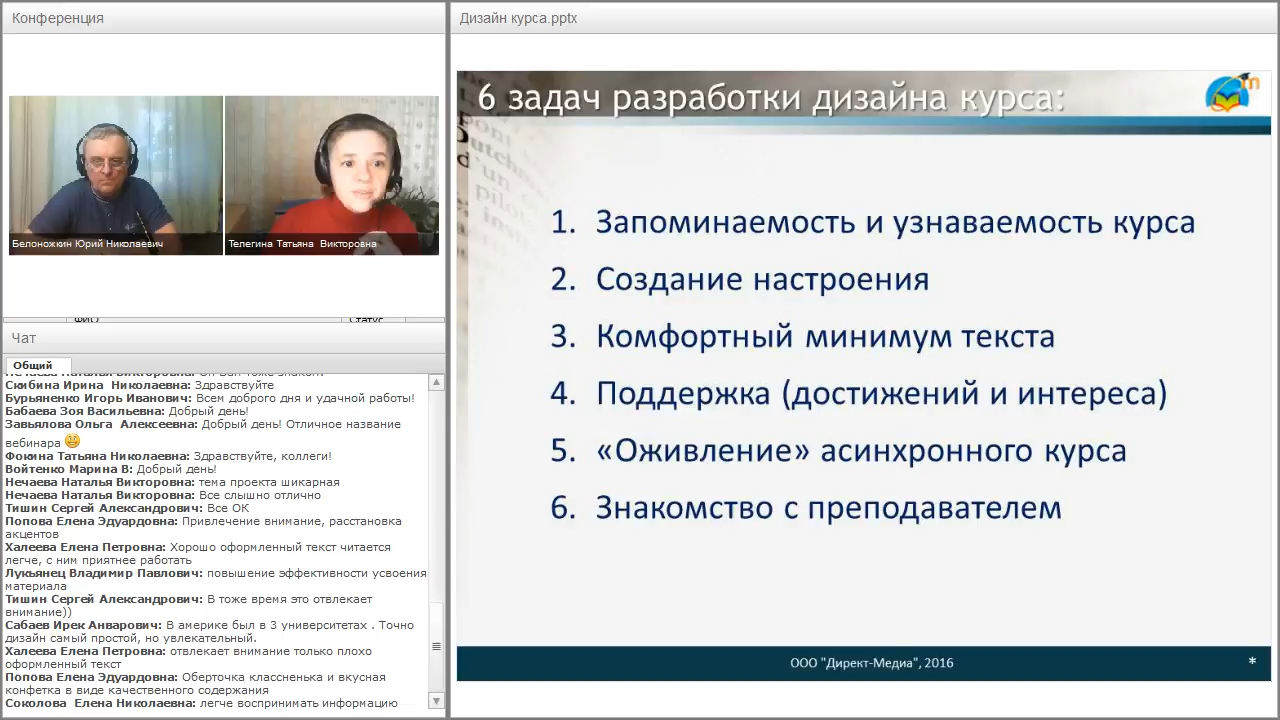 Конференция
Белоножкин Юрий Николаевич
Телегина Татьяна Викторовна
ФИО
Статус
Чат
Общий
Скибина Ирина Николаевна: Здравствуйте
Бурьяненко Игорь Иванович: Всем доброго дня и удачной работы!
Бабаева Зоя Васильевна: Добрый день!
Завьялова Ольга Алексеевна: Добрый день! Отличное название
вебинара
Фокина Татьяна Николаевна: Здравствуйте, коллеги!
Войтенко Марина В: Добрый день!
Нечаева Наталья Викторовна: тема проекта шикарная
Нечаева Наталья Викторовна: Все слышно отлично
Тишин Сергей Александрович: Все ОК
Попова Елена Эдуардовна: Привлечение внимание, расстановка
акцентов
Халеева Елена Петровна: Хорошо оформленный текст читается
легче, с ним приятнее работать
Лукьянец Владимир Павлович: повышение эффективности усвоения
материала
Тишин Сергей Александрович: В тоже время это отвлекает
внимание))
Сабаев Ирек Анварович: В америке был в 3 университетах . Точно
дизайн самый простой, но увлекательный.
Халеева Елена Петровна: отвлекает внимание только плохо
оформленный текст
Попова Елена Эдуардовна: Оберточка классненька и вкусная
конфетка в виде качественного содержания
Соколова Елена Николаевна: легче воспринимать информацию
Дизайн курса.pptx
6 задач разработки дизайна курса:
1. Запоминаемость и узнаваемость курса
2. Создание настроения
3. Комфортный минимум текста
4. Поддержка (достижений и интереса)
5. «Оживление» асинхронного курса
6. Знакомство с преподавателем
ООО "Директ-Медиа", 2016
*